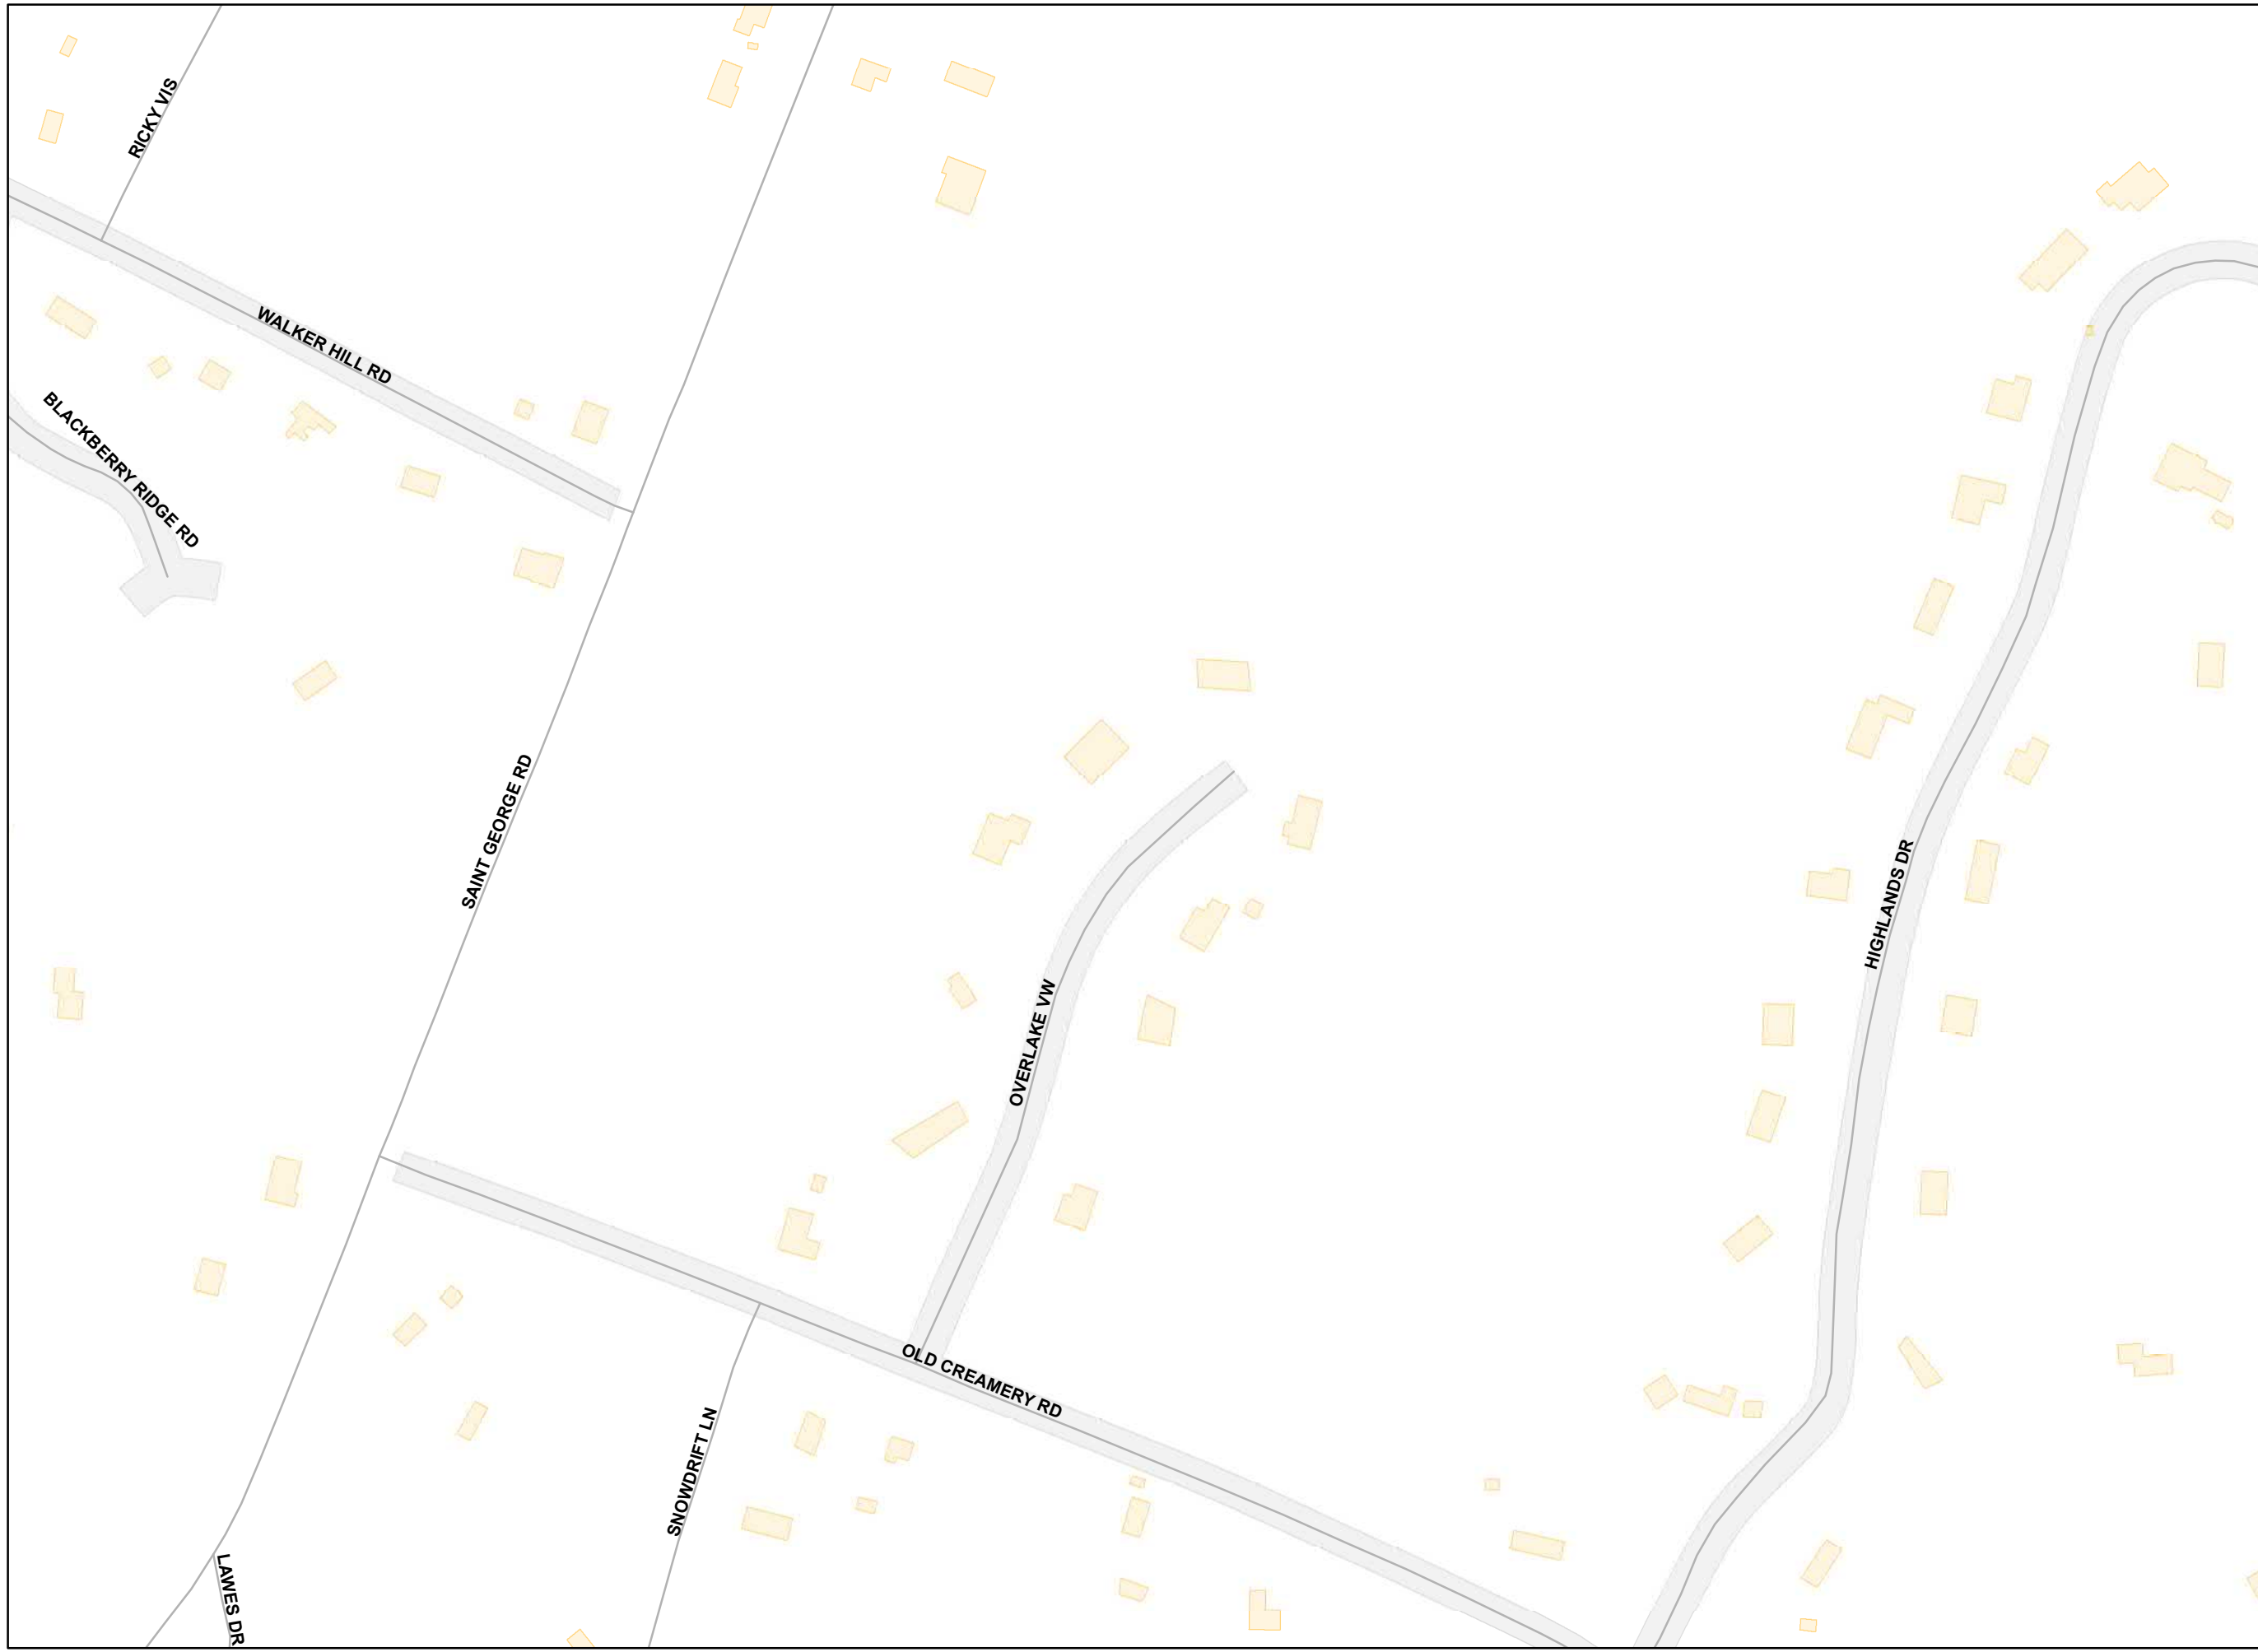 RICKY VIS
WALKER HILL RD
BLACKBERRY RIDGE RD
SAINT GEORGE RD
HIGHLANDS DR
OVERLAKE VW
OLD CREAMERY RD
SNOWDRIFT LN
LAWES DR